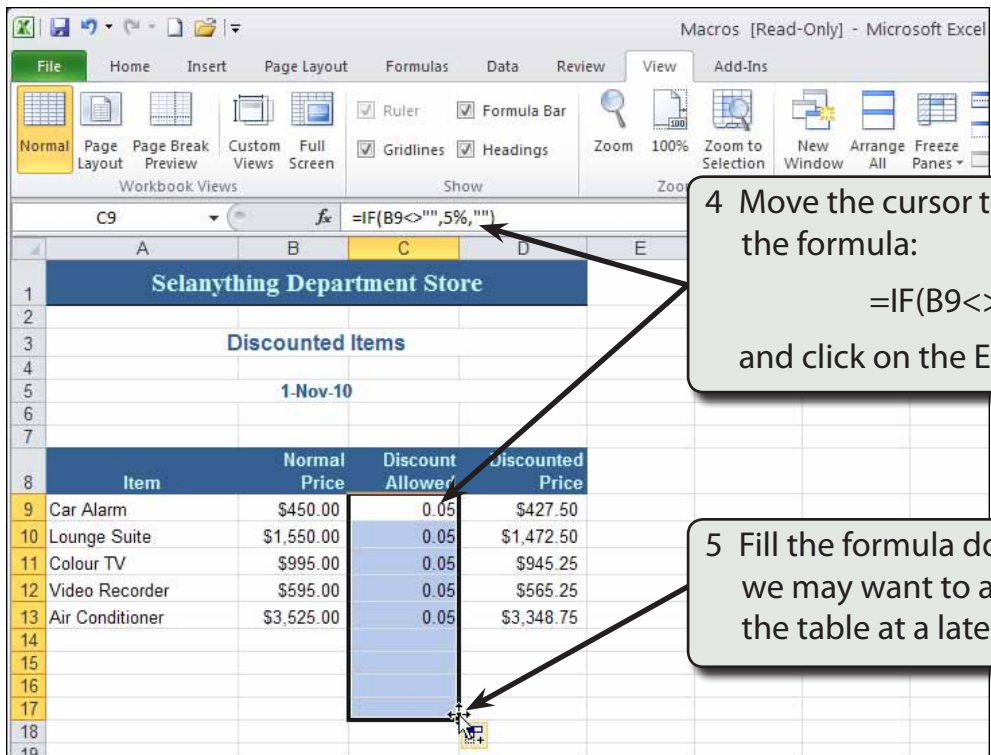 Macros [Read-Only] - Microsoft Excel
File Home Insert Page Layout Formulas Data Review View Add-Ins
Normal Page Layout Page Break Preview Custom Views Full Screen Ruler Formula Bar Gridlines Headings Zoom 100% Zoom to Selection New Window Arrange All Freeze Panes
Workbook Views Show
C9 fx =IF(B9<>"",5%,"")
A B C D E
1 Selanything Department Store
2
3 Discounted Items
4
5 1-Nov-10
6
7
Normal Discount Discounted
8 Item Price Allowed Price
9 Car Alarm $450.00 0.05 $427.50
10 Lounge Suite $1,550.00 0.05 $1,472.50
11 Colour TV $995.00 0.05 $945.25
12 Video Recorder $595.00 0.05 $565.25
13 Air Conditioner $3,525.00 0.05 $3,348.75
14
15
16
17
18
19
4 Move the cursor t
the formula:
=IF(B9<>
and click on the E
5 Fill the formula do
we may want to a
the table at a late